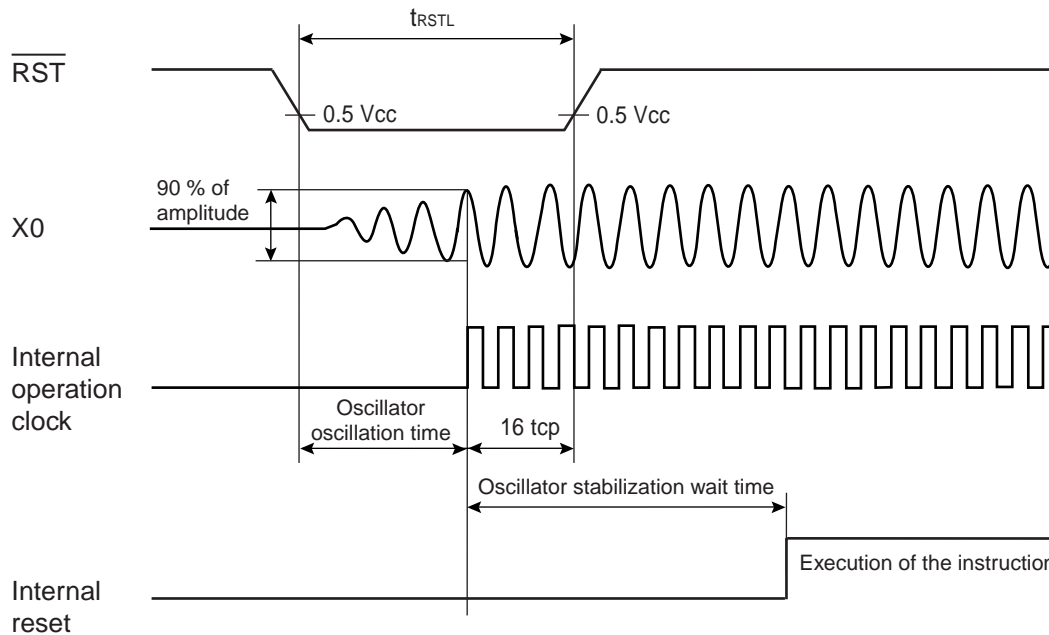 tRSTL
RST
0.5 Vcc
0.5 Vcc
90 % of
amplitude
X0
Internal
operation
clock
Oscillator
oscillation time
16 tcp
Oscillator stabilization wait time
Execution of the instruction
Internal
reset